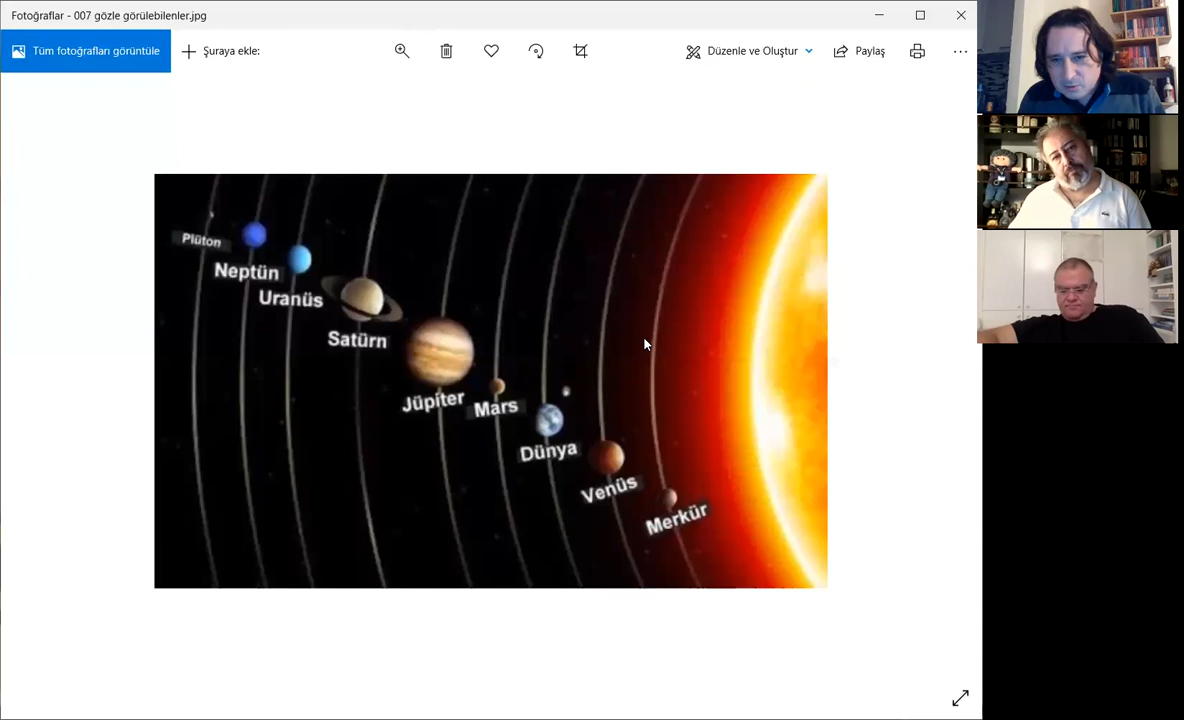 Fotoğraflar - 007 gözle görülebilenler.jpg
Tüm fotoğrafları görüntüle
Şuraya ekle:
Düzenle ve Oluştur
Paylaş
Plüton
Neptün
Uranüs
Satürn
Jüpiter
Mars
Dünya
Venüs
Merkür